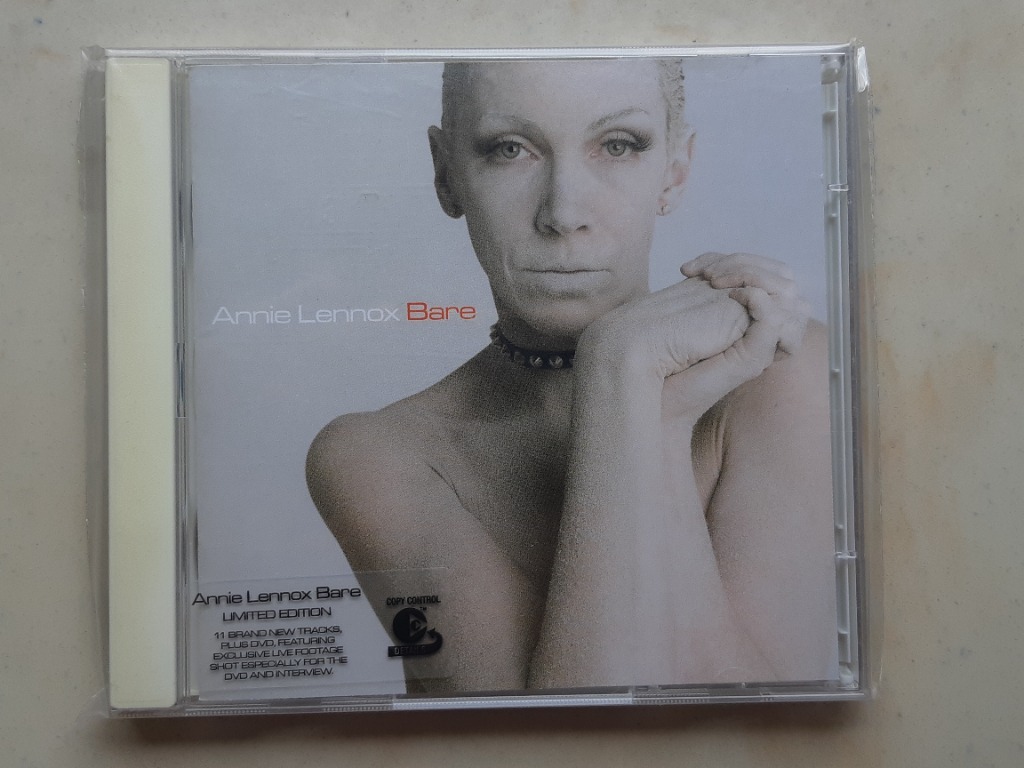 Annie Lennox Bare
Annie Lennox Bare
LIMITED EDITION
11 BRAND NEW TRACKS,
PLUS DVD, FEATURING
EXCLUSIVE LIVE FOOTAGE
SHOT ESPECIALLY FOR THE
DVD AND INTERVIEW.
COPY CONTROL
TM